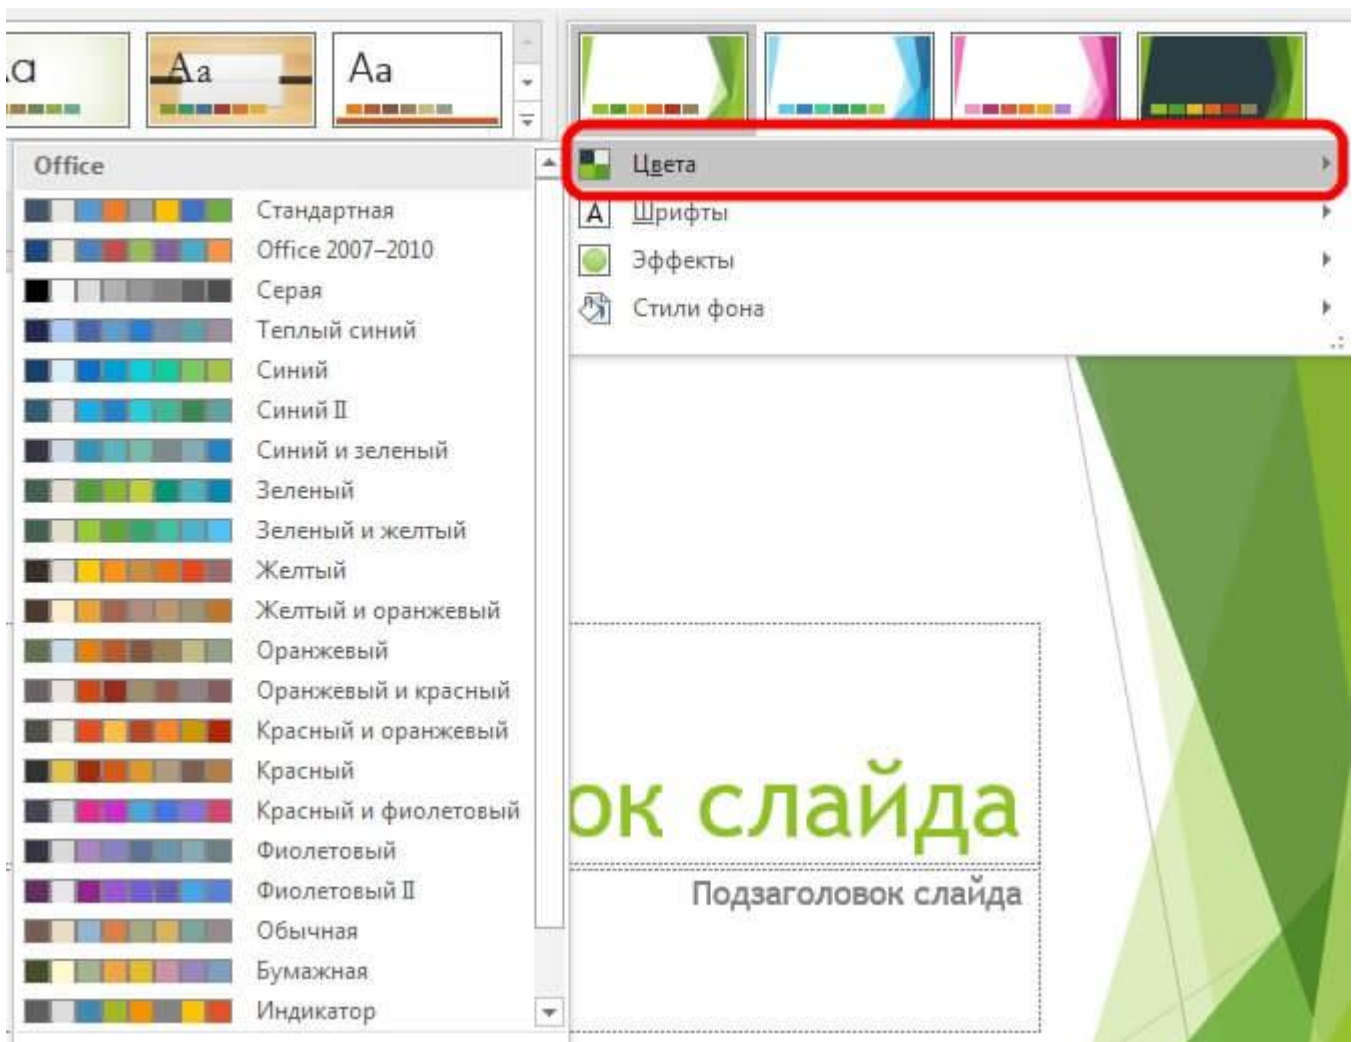 Aa
Aa
Office
Стандартная
Office 2007–2010
Серая
Теплый синий
Синий
Синий II
Синий и зеленый
Зеленый
Зеленый и желтый
Желтый
Желтый и оранжевый
Оранжевый
Оранжевый и красный
Красный и оранжевый
Красный
Красный и фиолетовый
Фиолетовый
Фиолетовый II
Обычная
Бумажная
Индикатор
Цвета
A Шрифты
Эффекты
Стили фона
ок слайда
Подзаголовок слайда